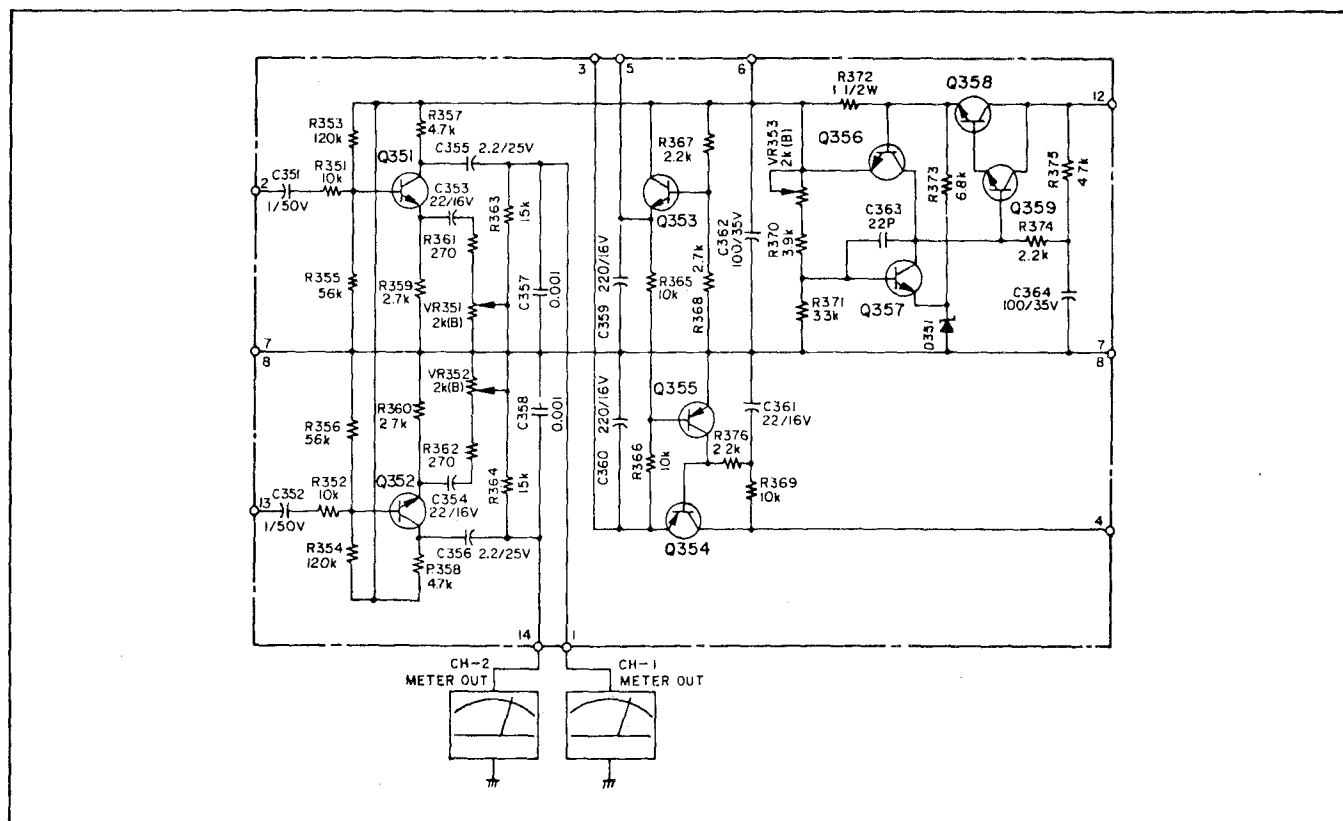 3
5
6
R372
1 1/2W
Q358
12
R353
120k
R357
4.7k
Q351
C355 2.2/25V
R367
2.2k
VR353
2k(B)
Q356
R373
6.8k
R375
4.7k
C351
R351
10k
2
1/50V
C353
22/16V
R363
15k
Q353
C363
22P
Q359
R374
2.2k
R361
270
C362
100/35V
R370
3.9k
R355
56k
R359
2.7k
VR351
2k(B)
C357
0.001
C359
220/16V
R365
10k
R368
2.7k
R371
33k
Q357
D351
C364
100/35V
7
8
7
8
VR352
2k(B)
R360
2.7k
R356
56k
R362
270
C358
0.001
C360
220/16V
Q355
C361
22/16V
R376
2.2k
R366
10k
R369
10k
R352
10k
Q352
C354
22/16V
R364
15k
13
C352
1/50V
R354
120k
C356 2.2/25V
R358
4.7k
Q354
4
14
1
CH-2
METER OUT
CH-1
METER OUT